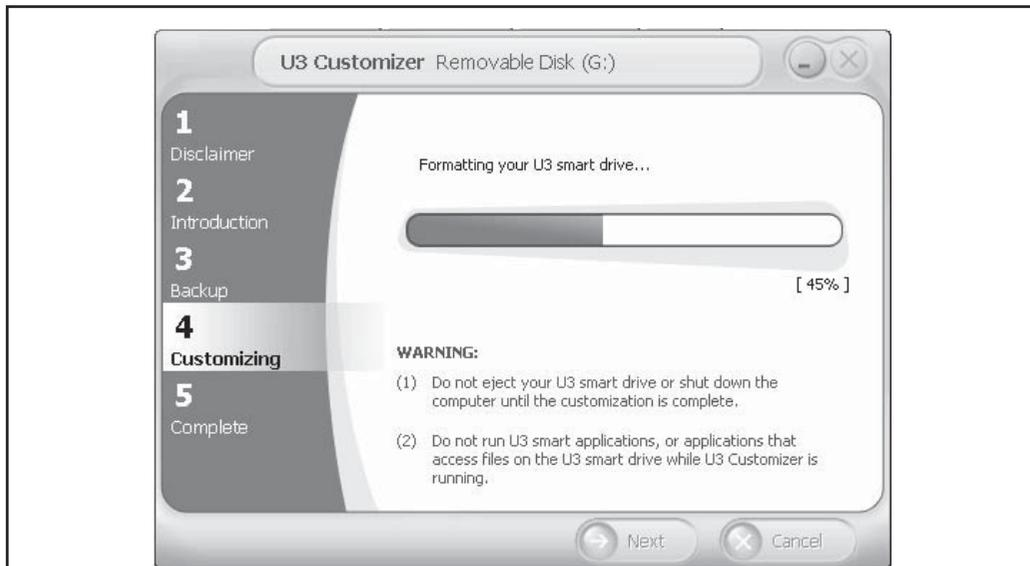 U3 Customizer Removable Disk (G:)
1
Disclaimer
2
Introduction
3
Backup
4
Customizing
5
Complete
Formatting your U3 smart drive...
[ 45% ]
WARNING:
(1) Do not eject your U3 smart drive or shut down the
computer until the customization is complete.
(2) Do not run U3 smart applications, or applications that
access files on the U3 smart drive while U3 Customizer is
running.
Next
Cancel